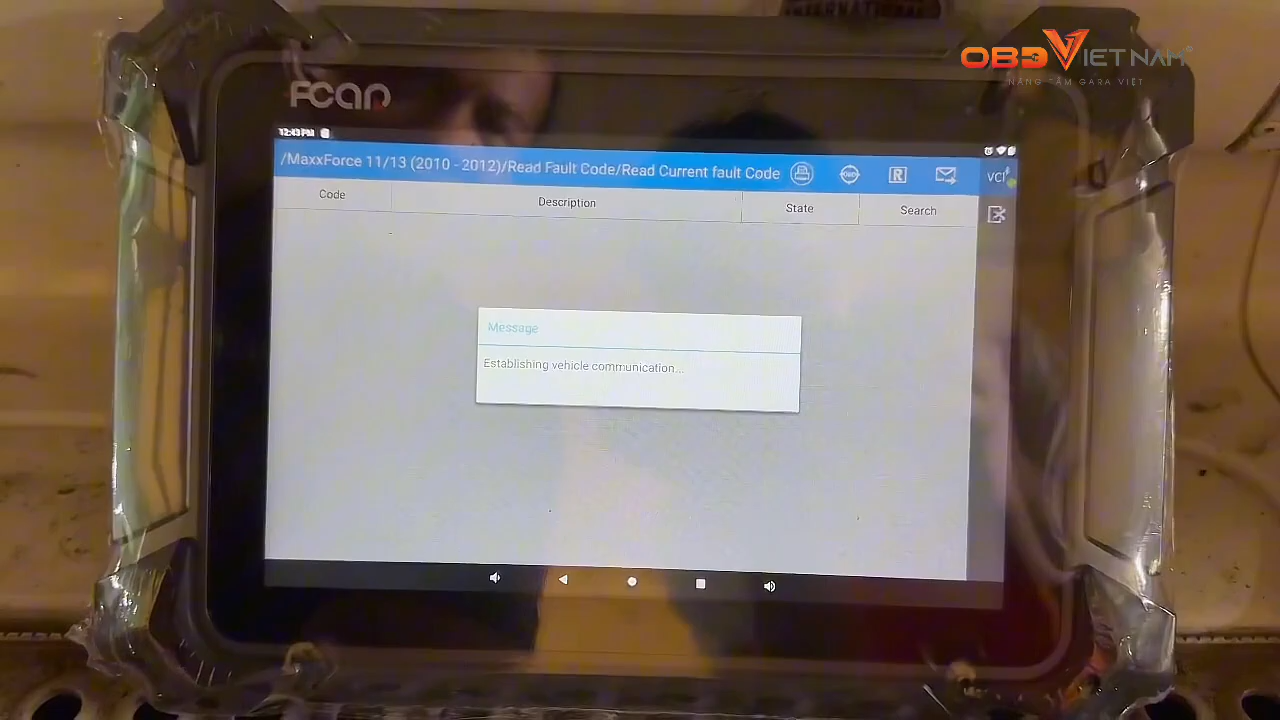 INTERNATIONAL
OBDVIETNAM
NÂNG TẦM GARA VIỆT
Fcar
12:43 PM
/MaxxForce 11/13 (2010 - 2012)/Read Fault Code/Read Current fault Code
VCI
Code Description State Search
Message
Establishing vehicle communication...